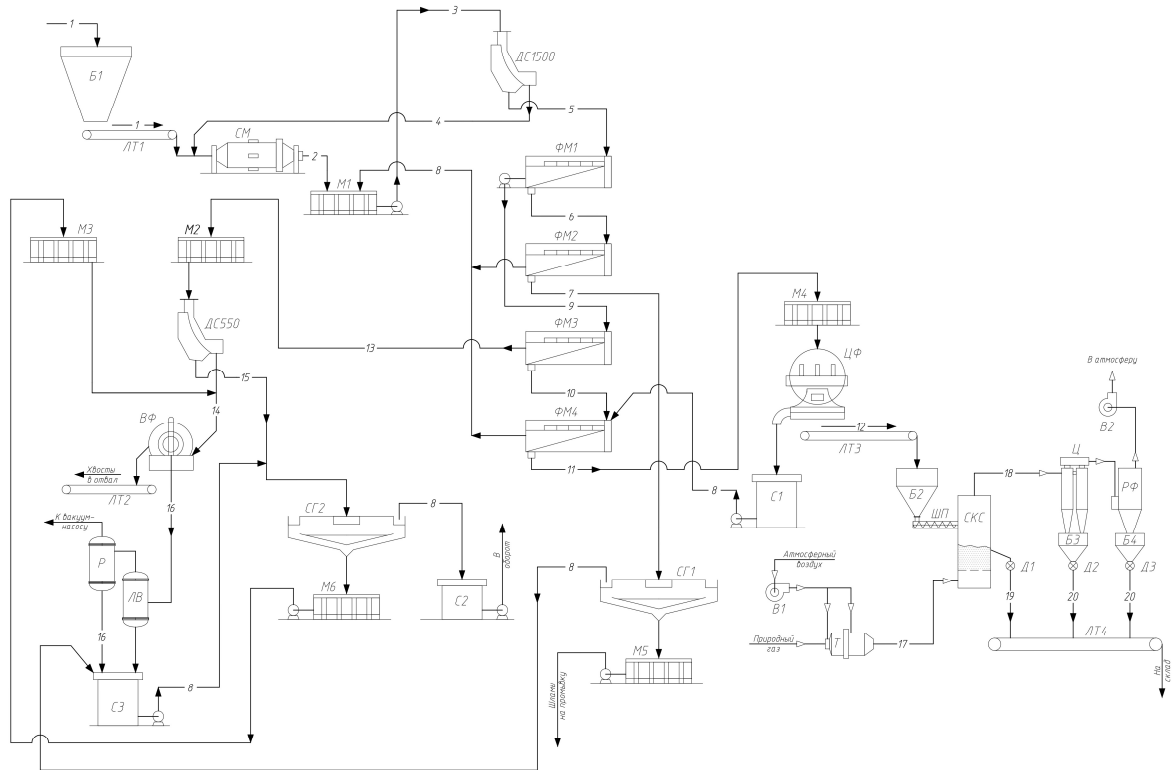 3
1
Б1
ДС1500
1
5
4
ЛТ1
СМ
2
ФМ1
М1
8
6
М3
М2
ФМ2
7
9
М4
ДС550
ФМ3
13
ЦФ
В атмосферу
15
10
14
ФМ4
В2
ВФ
12
ЛТ3
11
Ц
Хвосты
в отвал
18
РФ
ЛТ2
16
8
С1
Б2
СГ2
8
ШП
СКС
К вакуум-
насосу
Б3
Б4
Р
В
оборот
Атмосферный
воздух
8
СГ1
Д1
Д2
Д3
ЛВ
М6
С2
В1
19
20
20
16
ЛТ4
Природный
газ
Т
17
М5
8
С3
Шламы
на промывку
На
склад